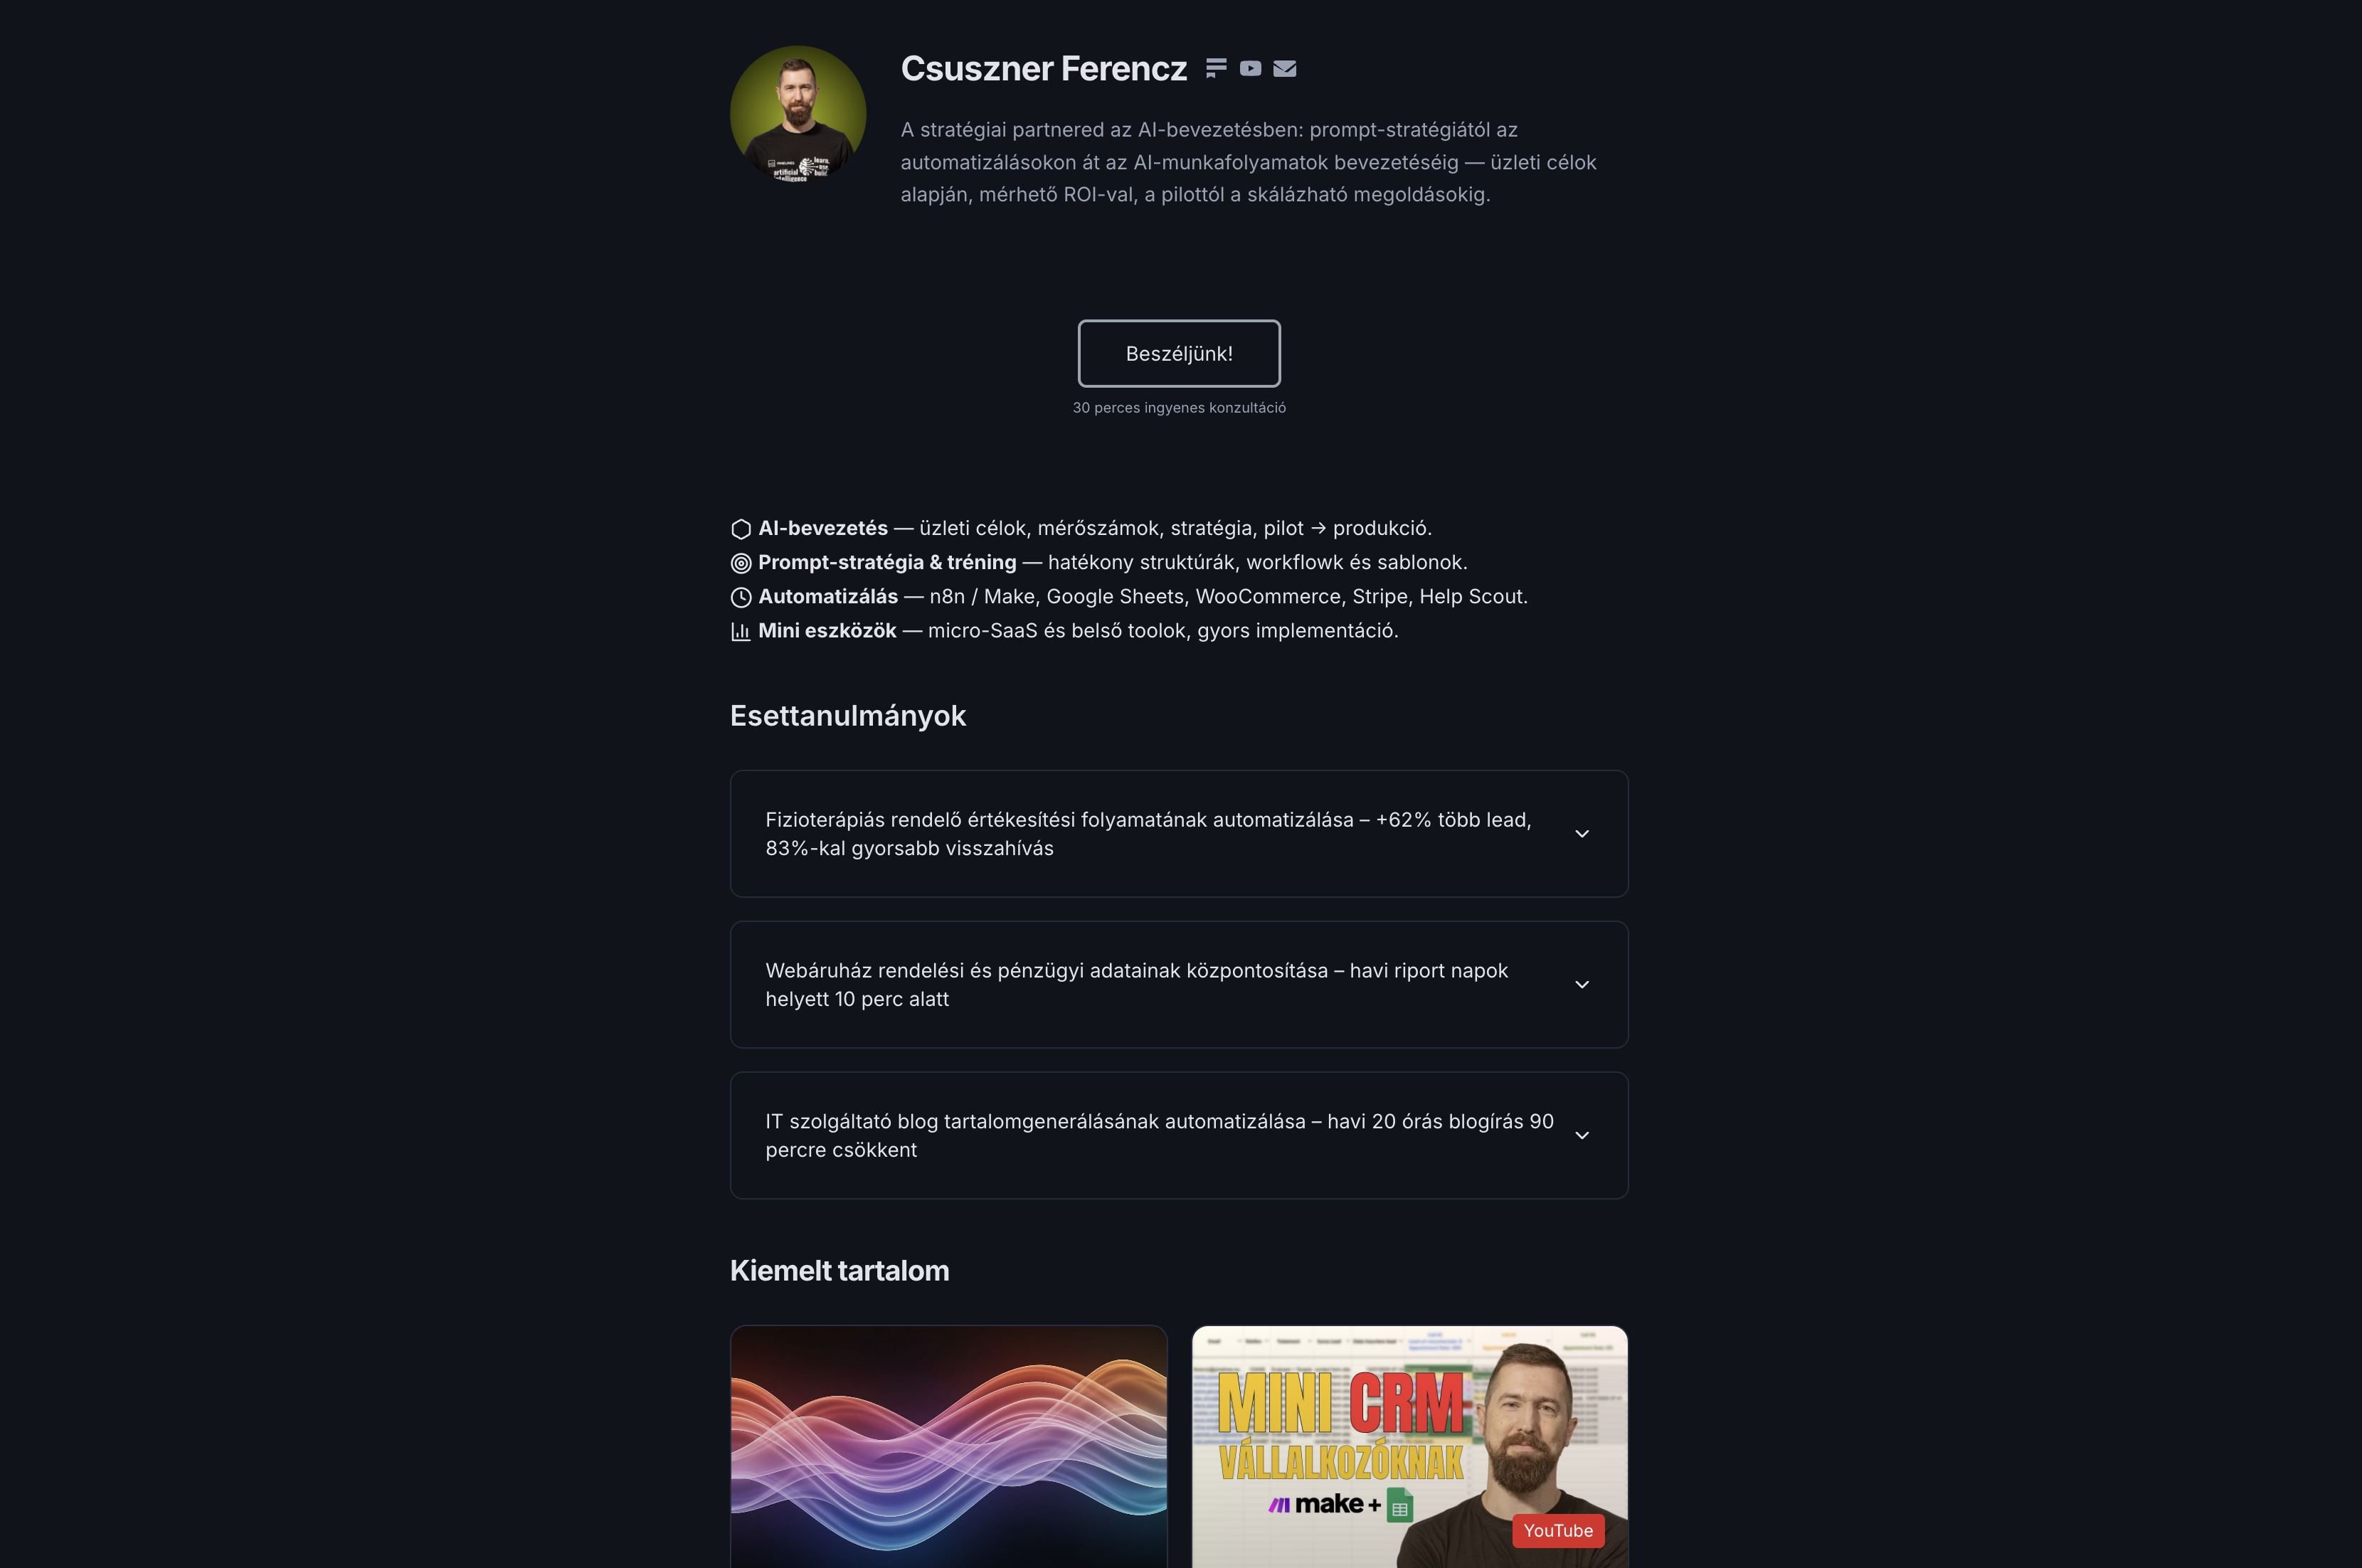 Csuszner Ferencz
A stratégiai partnered az AI-bevezetésben: prompt-stratégiától az
automatizálásokon át az AI-munkafolyamatok bevezetéséig — üzleti célok
alapján, mérhető ROI-val, a pilottól a skálázható megoldásokig.
Beszéljünk!
30 perces ingyenes konzultáció
AI-bevezetés — üzleti célok, mérőszámok, stratégia, pilot → produkció.
Prompt-stratégia & tréning — hatékony struktúrák, workflowk és sablonok.
Automatizálás — n8n / Make, Google Sheets, WooCommerce, Stripe, Help Scout.
Mini eszközök — micro-SaaS és belső toolok, gyors implementáció.
Esettanulmányok
Fizioterápiás rendelő értékesítési folyamatának automatizálása – +62% több lead,
83%-kal gyorsabb visszahívás
Webáruház rendelési és pénzügyi adatainak központosítása – havi riport napok
helyett 10 perc alatt
IT szolgáltató blog tartalomgenerálásának automatizálása – havi 20 órás blogírás 90
percre csökkent
Kiemelt tartalom
MINI CRM
VÁLLALKOZÓKNAK
make +
YouTube